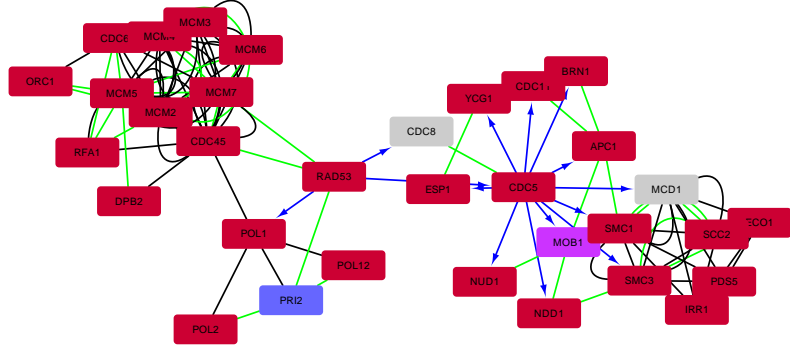 MCM3
CDC6
MCM4
MCM6
BRN1
ORC1
MCM5
MCM7
YCG1
MCM2
CDC8
CDC45
APC1
RFA1
RAD53
ESP1
CDC5
MCD1
DPB2
ECO1
POL1
SMC1
SCC2
MOB1
POL12
NUD1
SMC3
PDS5
PRI2
NDD1
IRR1
POL2